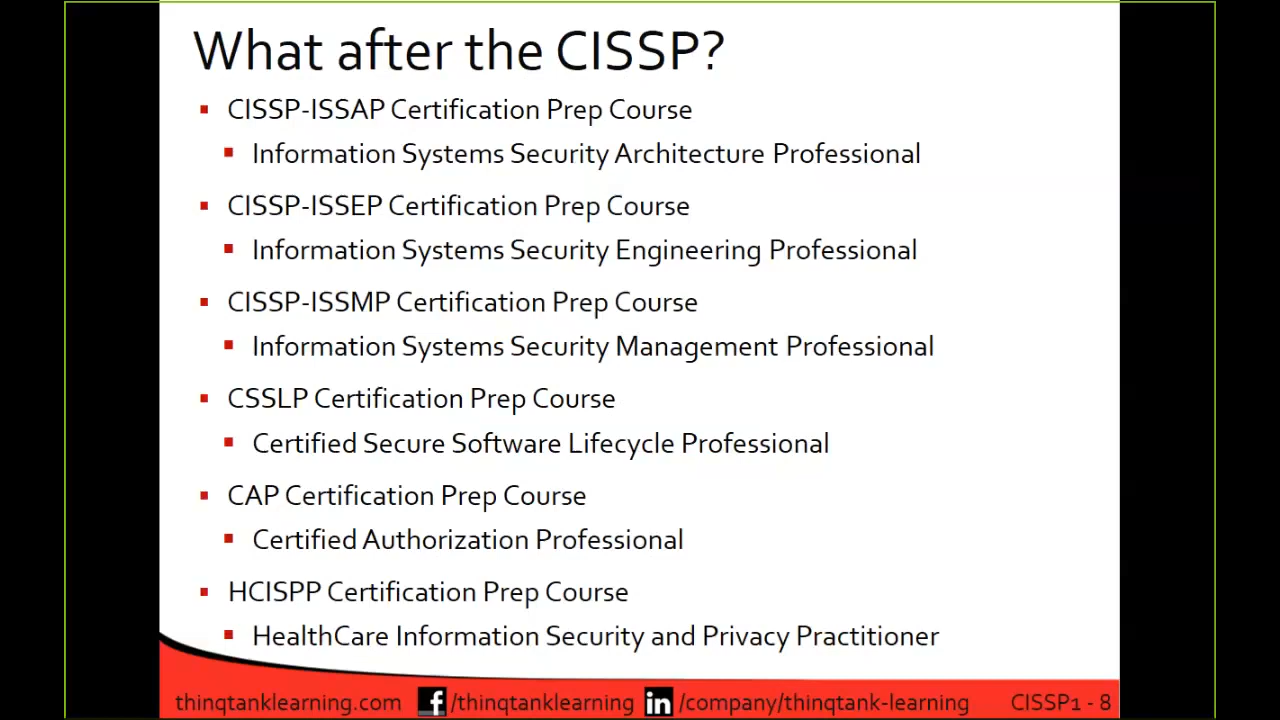 What after the CISSP?
CISSP-ISSAP Certification Prep Course
Information Systems Security Architecture Professional
CISSP-ISSEP Certification Prep Course
Information Systems Security Engineering Professional
CISSP-ISSMP Certification Prep Course
Information Systems Security Management Professional
CSSLP Certification Prep Course
Certified Secure Software Lifecycle Professional
CAP Certification Prep Course
Certified Authorization Professional
HCISPP Certification Prep Course
HealthCare Information Security and Privacy Practitioner
thinqtanklearning.com f /thinqtanklearning in /company/thinqtank-learning CISSP1 - 8